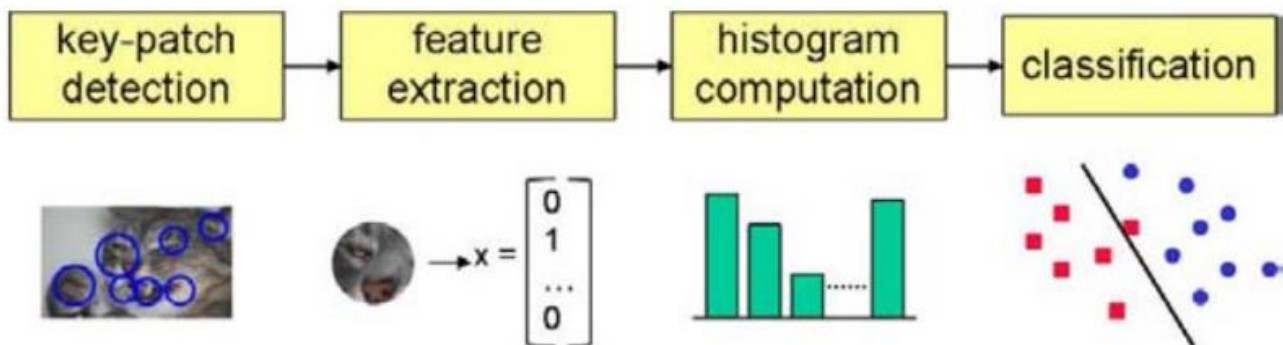 key-patch
detection
feature
extraction
histogram
computation
classification
x =
0
1
...
0
......